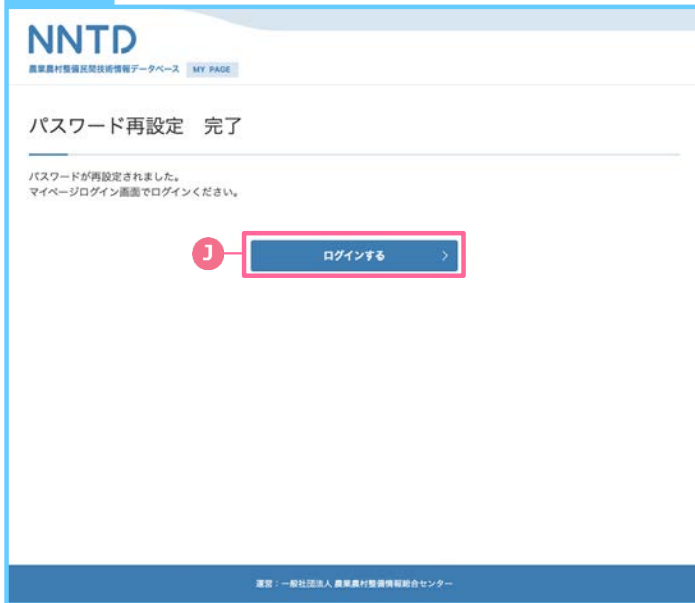 NNTD
農業農村整備民間技術情報データベース MY PAGE
パスワード再設定 完了
パスワードが再設定されました。
マイページログイン画面でログインください。
J ログインする
運営：一般社団法人 農業農村整備情報総合センター